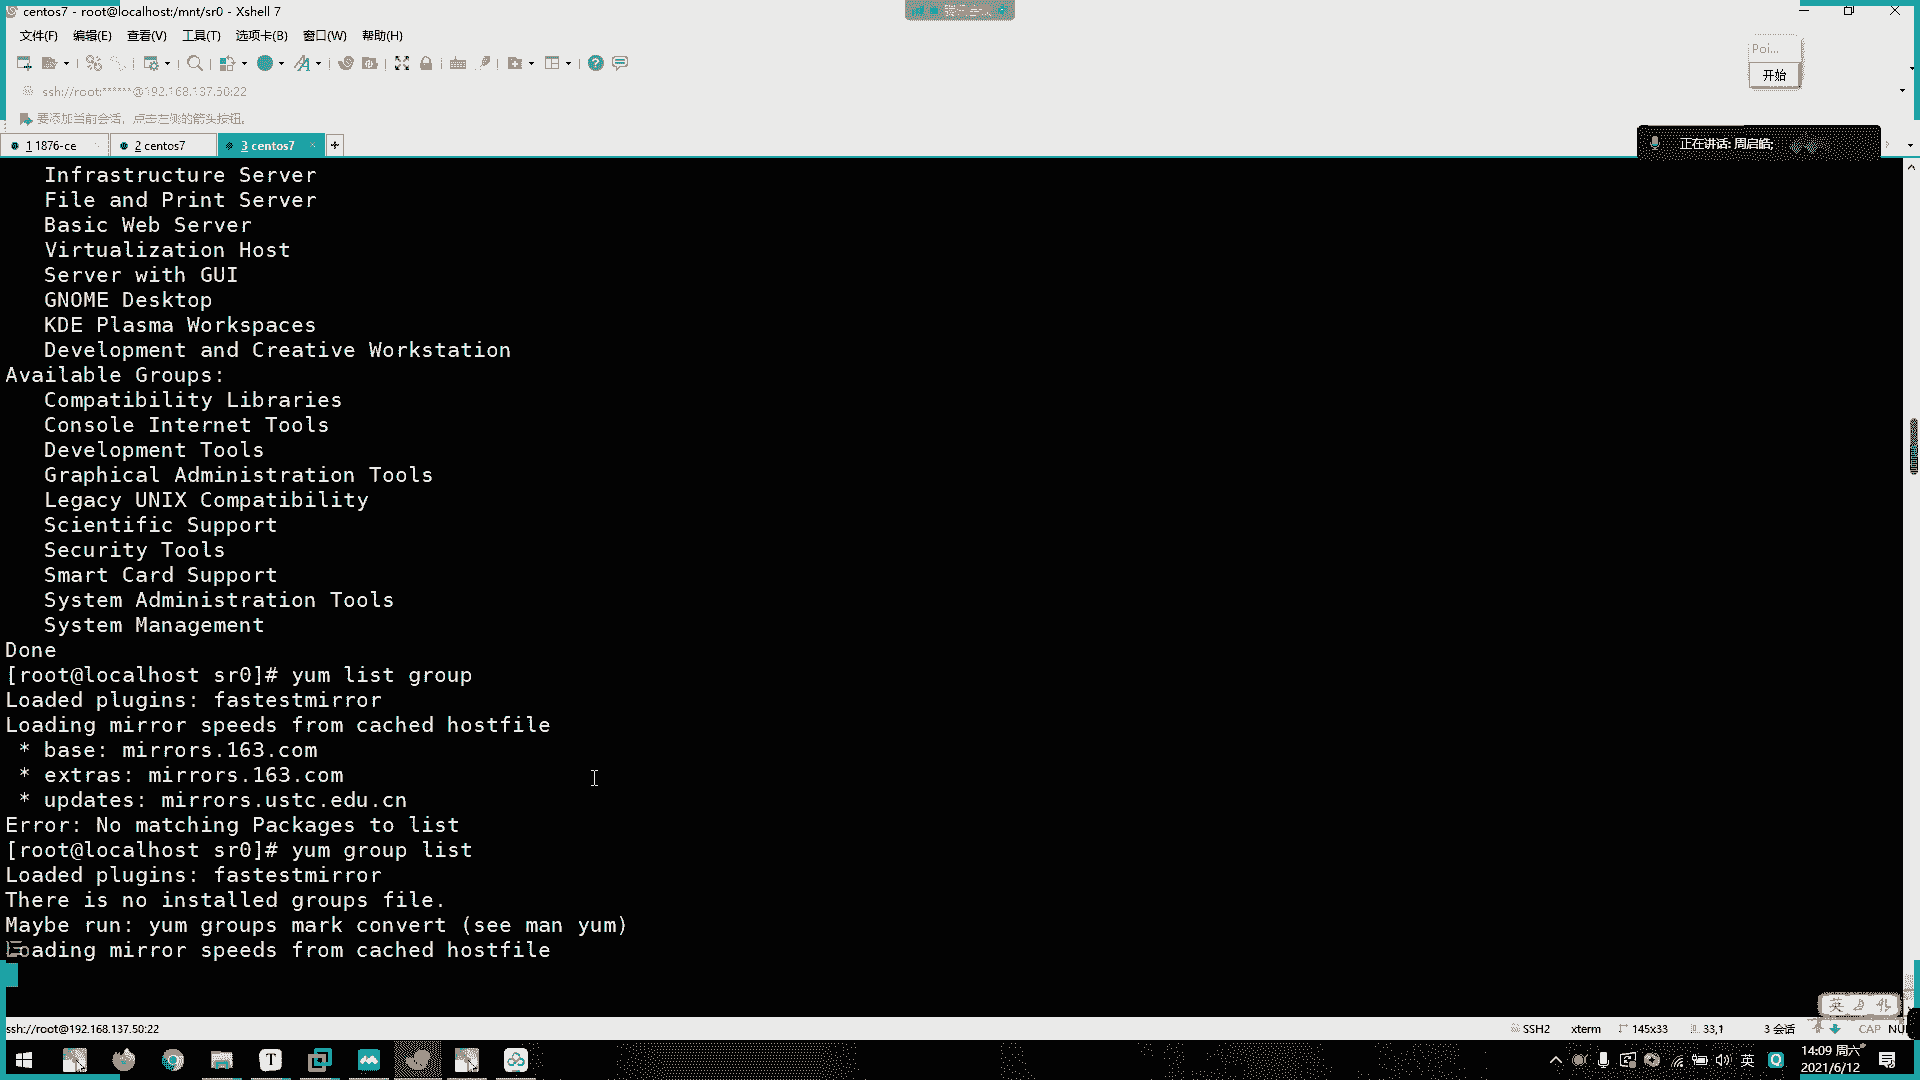 centos7 - root@localhost:/mnt/sr0 - Xshell 7
文件(F) 编辑(E) 查看(V) 工具(T) 选项卡(B) 窗口(W) 帮助(H)
Poi...
开始
ssh://root:******@192.168.137.50:22
要添加当前会话，点击左侧的箭头按钮。
1 1876-ce 2 centos7 3 centos7 +
正在讲话: 周启皓;
Infrastructure Server
File and Print Server
Basic Web Server
Virtualization Host
Server with GUI
GNOME Desktop
KDE Plasma Workspaces
Development and Creative Workstation
Available Groups:
Compatibility Libraries
Console Internet Tools
Development Tools
Graphical Administration Tools
Legacy UNIX Compatibility
Scientific Support
Security Tools
Smart Card Support
System Administration Tools
System Management
Done
[root@localhost sr0]# yum list group
Loaded plugins: fastestmirror
Loading mirror speeds from cached hostfile
* base: mirrors.163.com
* extras: mirrors.163.com
* updates: mirrors.ustc.edu.cn
Error: No matching Packages to list
[root@localhost sr0]# yum group list
Loaded plugins: fastestmirror
There is no installed groups file.
Maybe run: yum groups mark convert (see man yum)
Loading mirror speeds from cached hostfile
英
ssh://root@192.168.137.50:22 SSH2 xterm 145x33 33,1 3 会话 CAP NU
英 14:09 周六
2021/6/12